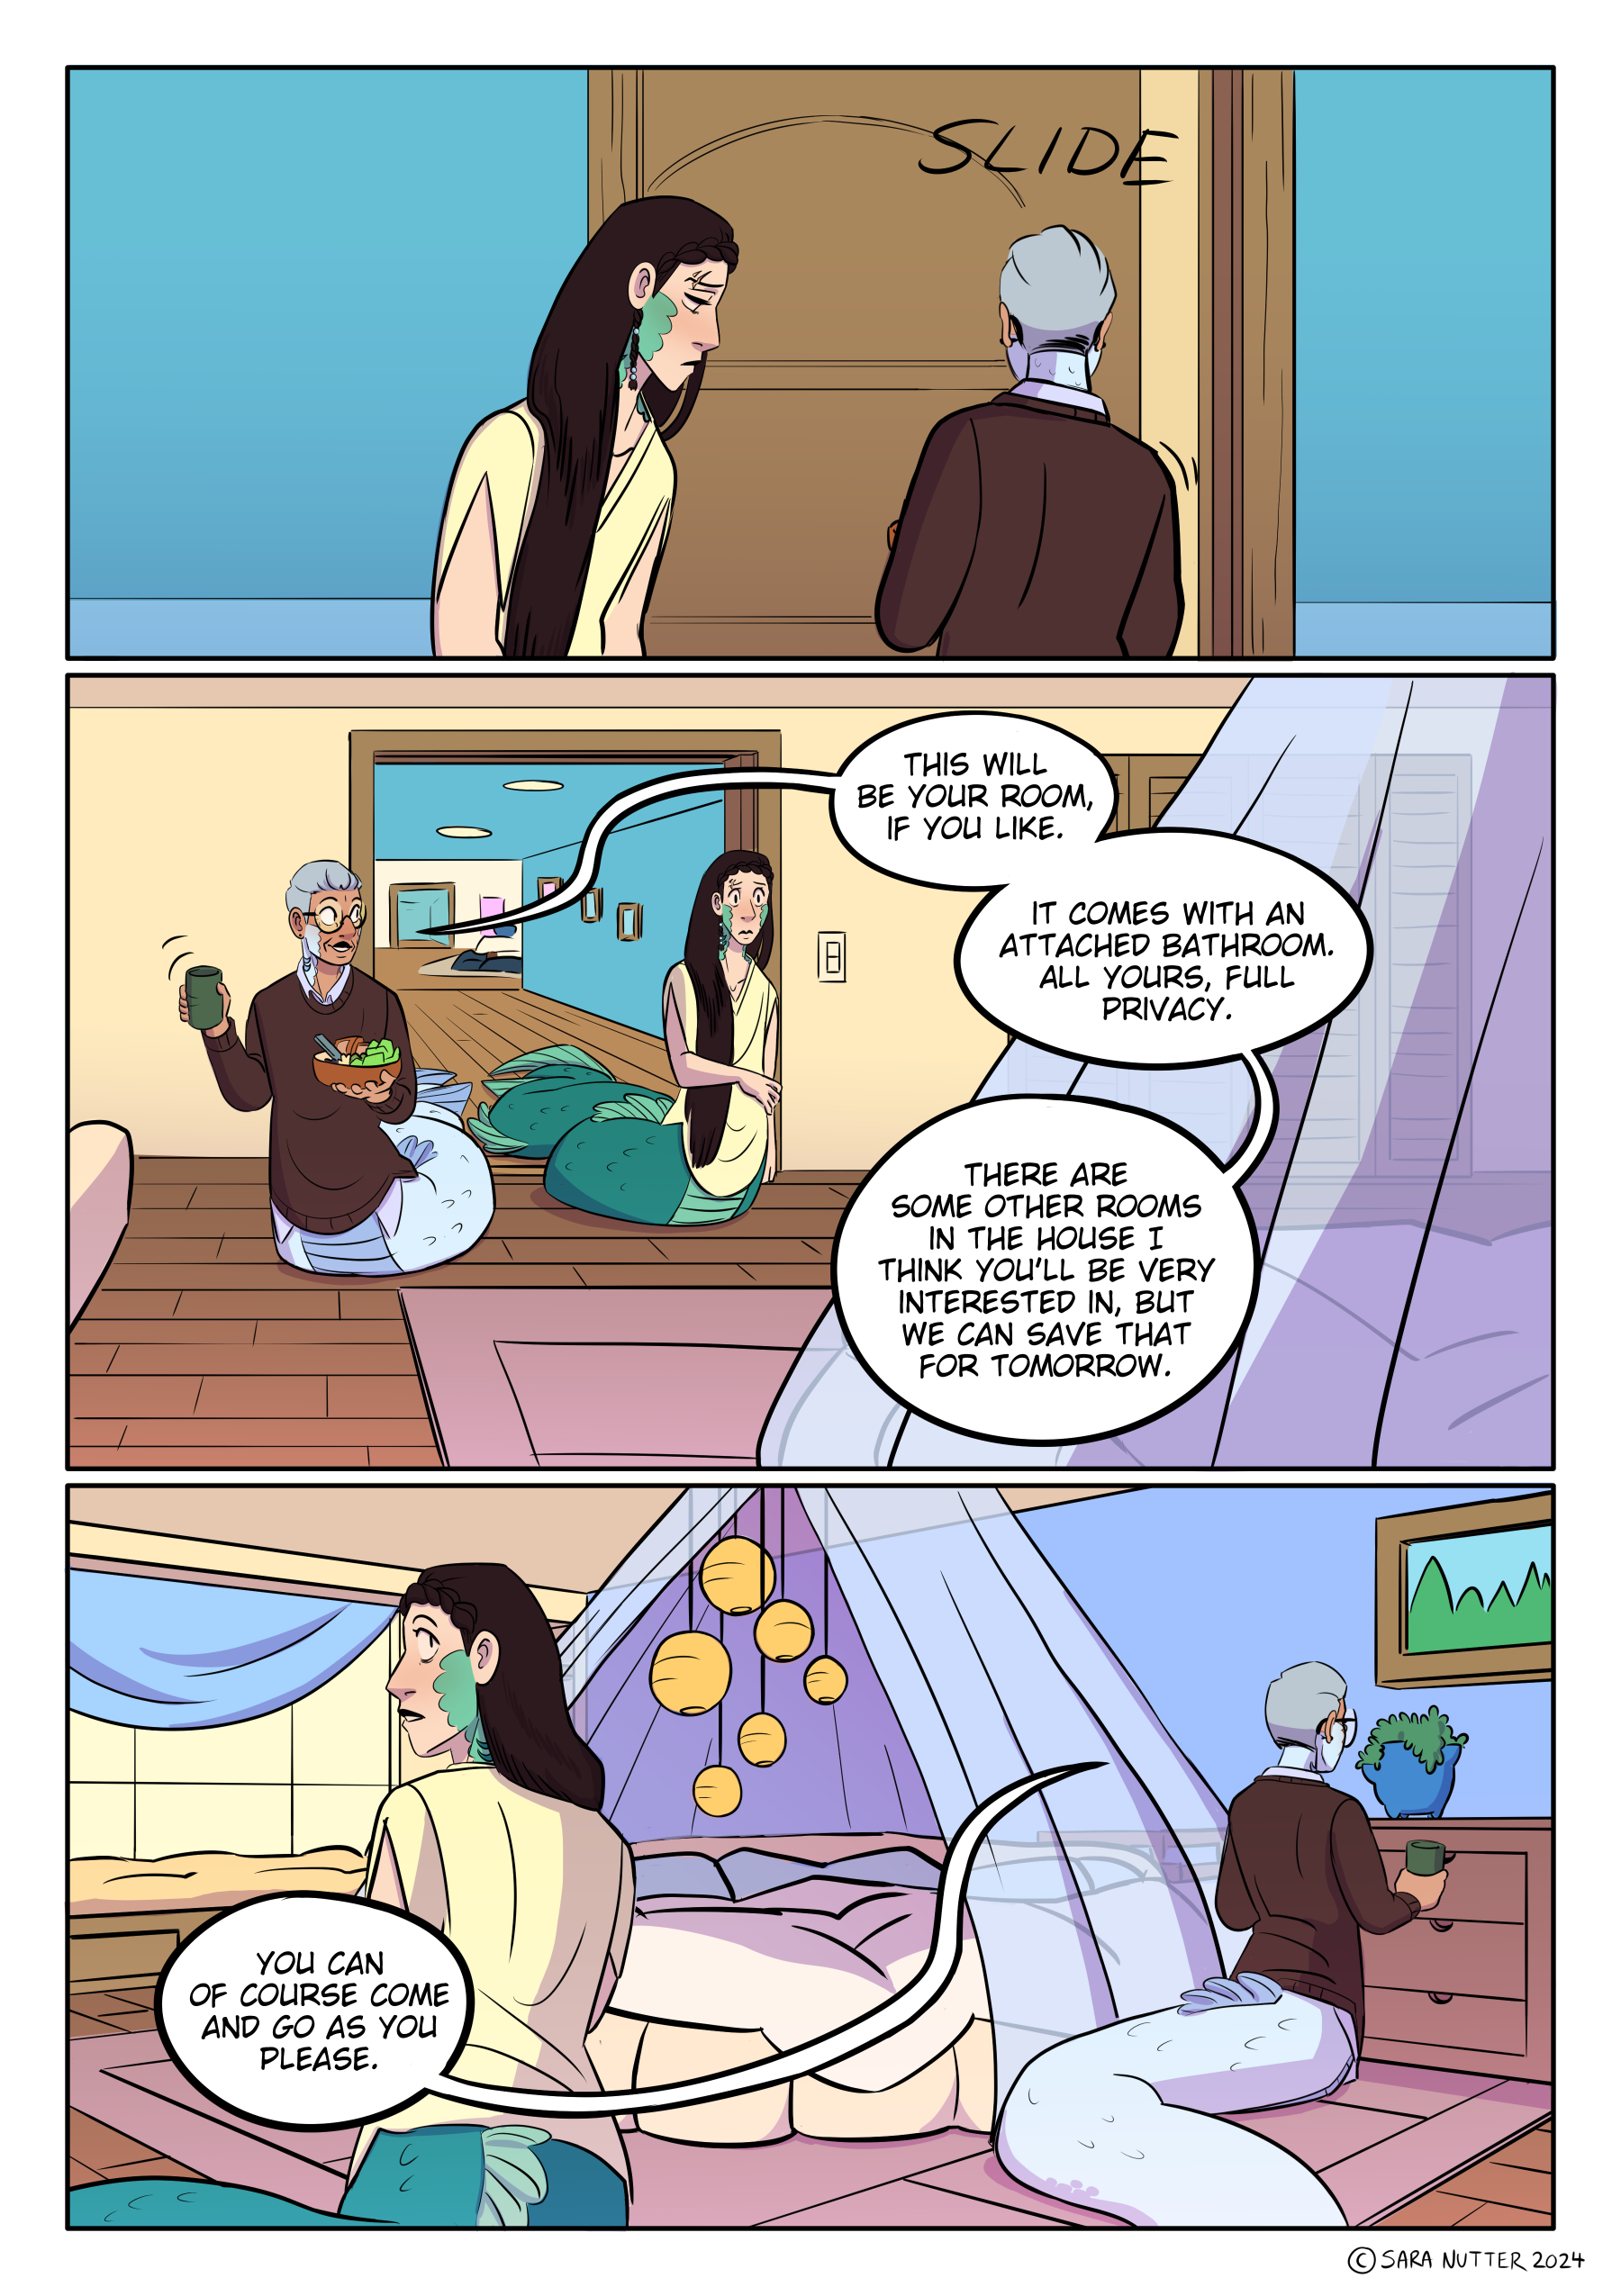 SLIDE
THIS WILL
BE YOUR ROOM,
IF YOU LIKE.
IT COMES WITH AN
ATTACHED BATHROOM.
ALL YOURS, FULL
PRIVACY.
THERE ARE
SOME OTHER ROOMS
IN THE HOUSE I
THINK YOU'LL BE VERY
INTERESTED IN, BUT
WE CAN SAVE THAT
FOR TOMORROW.
YOU CAN
OF COURSE COME
AND GO AS YOU
PLEASE.
© SARA NUTTER 2024